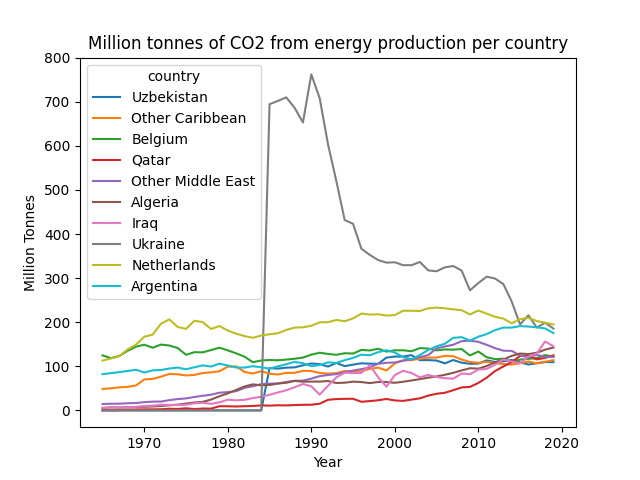 Million tonnes of CO2 from energy production per country
800
700
600
500
400
300
200
100
0
Million Tonnes
country
Uzbekistan
Other Caribbean
Belgium
Qatar
Other Middle East
Algeria
Iraq
Ukraine
Netherlands
Argentina
1970 1980 1990 2000 2010 2020
Year